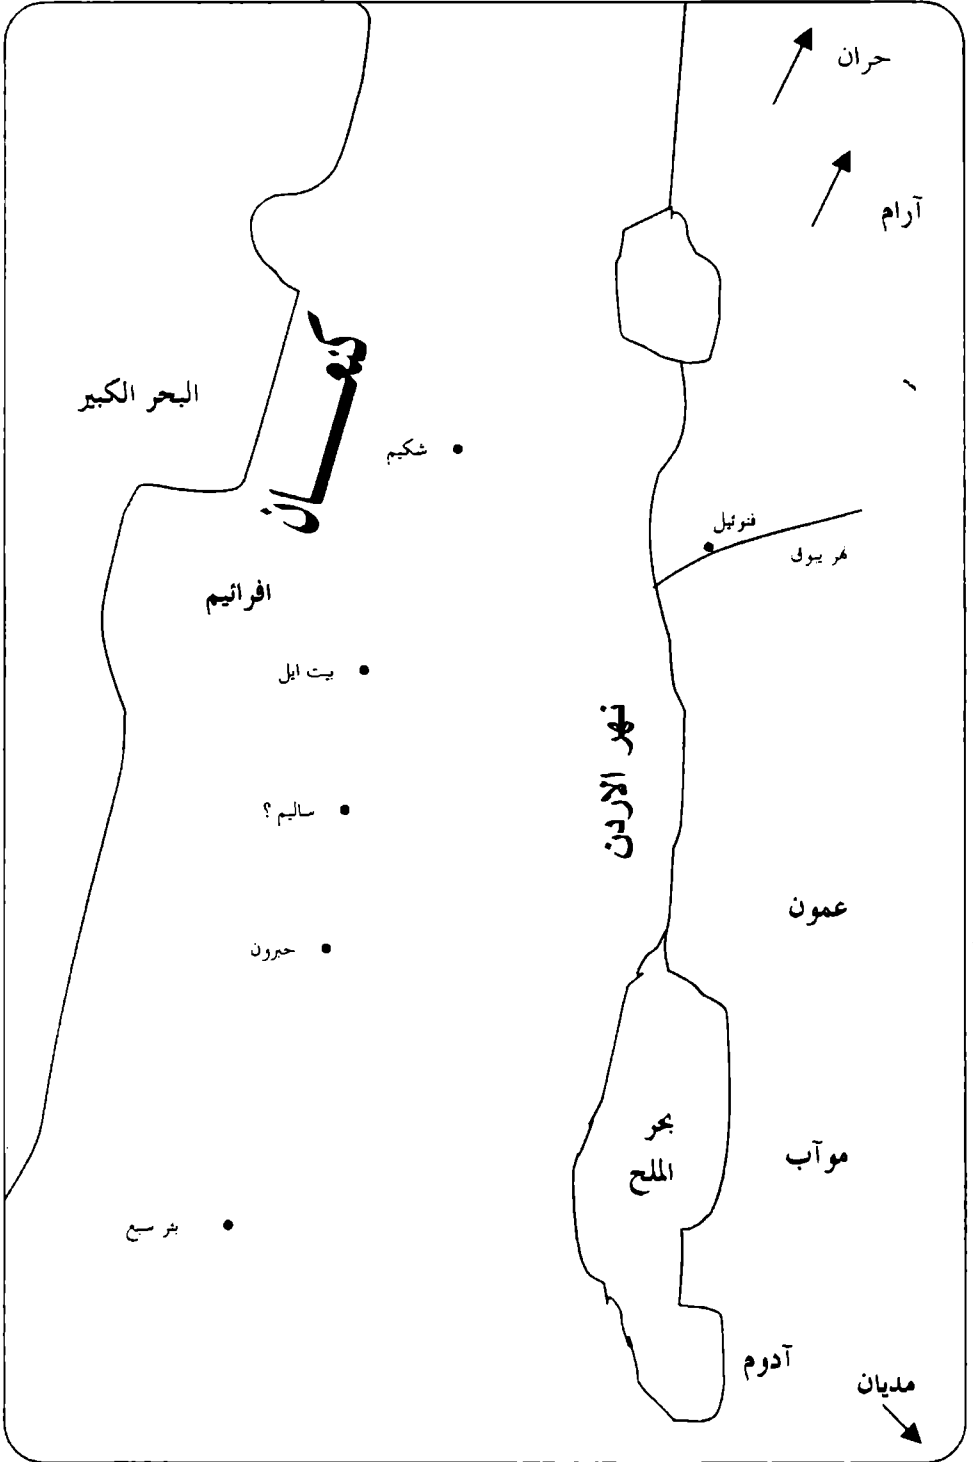 حران
آرام
البحر الكبير
كنعان
شكيم
فنوئيل
نهر يبوق
افرائيم
بيت ايل
نهر الاردن
ساليم ؟
عمون
حبرون
بحر
الملح
موآب
بئر سبع
آدوم
مديان